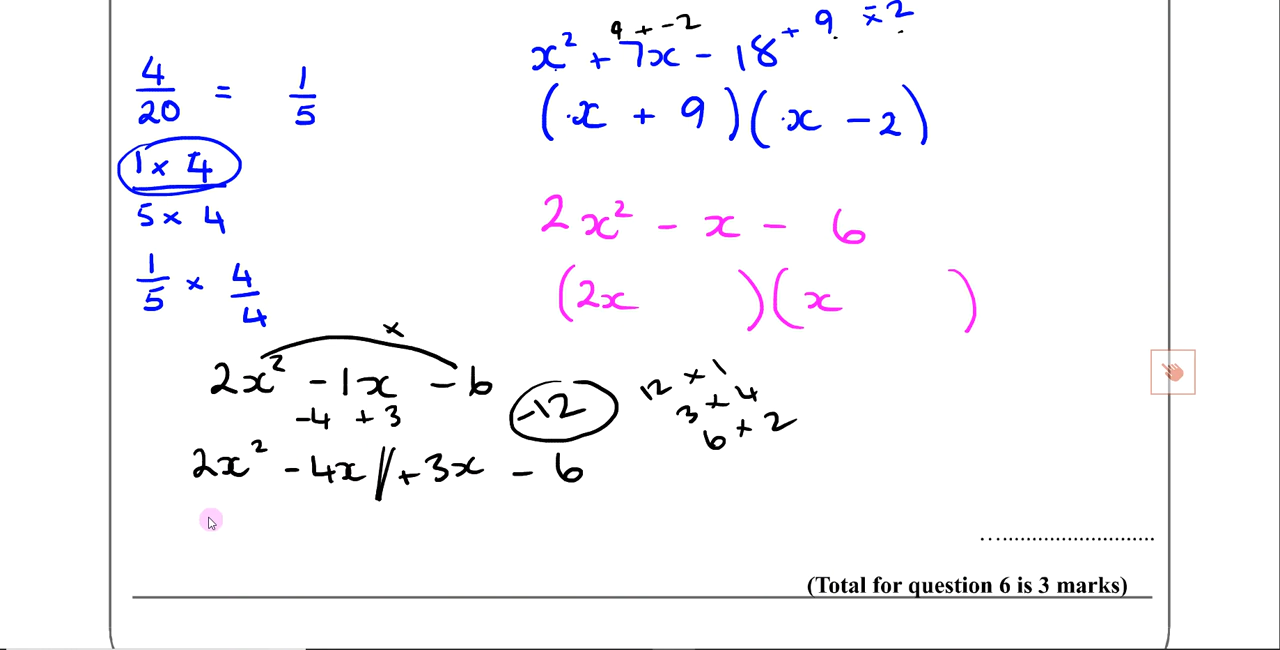 9 + -2
x² + 7x - 18 + 9 x -2
(x + 9)(x - 2)
4/20 = 1/5
1 x 4
5 x 4
1/5 x 4/4
2x² - x - 6
(2x )(x )
x
2x² - 1x - 6
-4 +3
-12
12 x 1
3 x 4
6 x 2
2x² - 4x // + 3x - 6
(Total for question 6 is 3 marks)